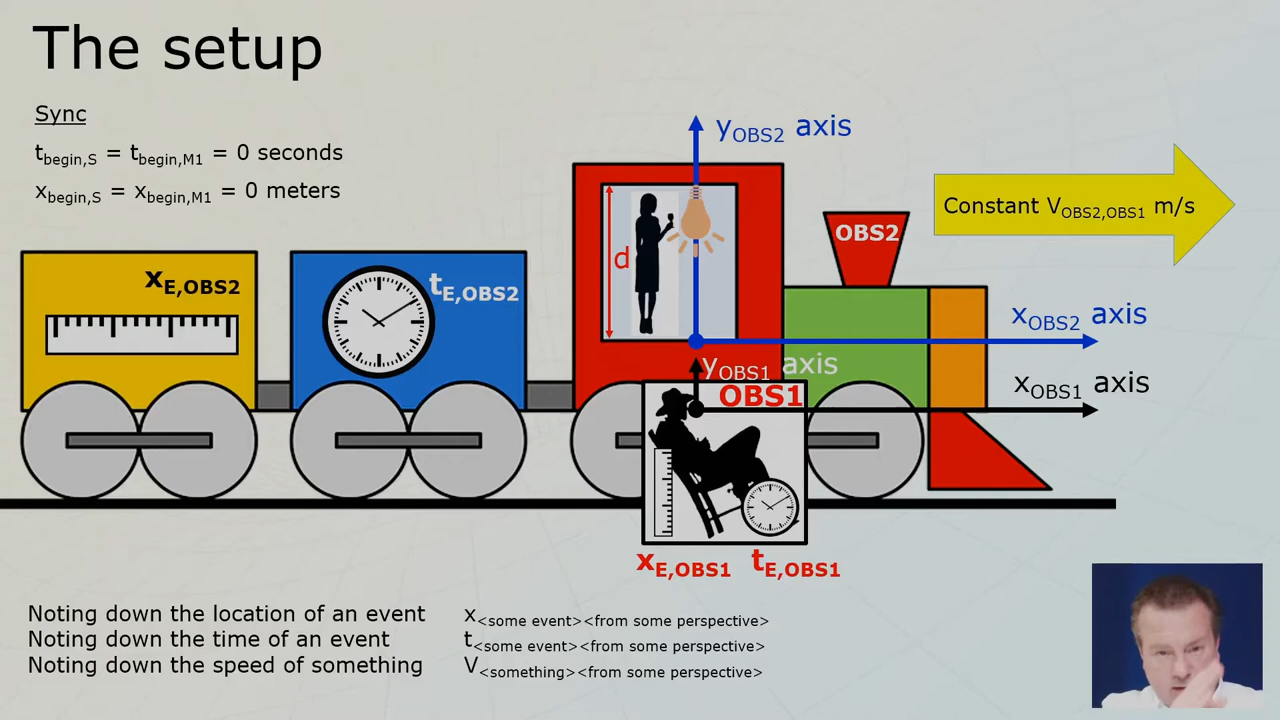 The setup
Sync
t_begin,S = t_begin,M1 = 0 seconds
x_begin,S = x_begin,M1 = 0 meters
y_OBS2 axis
Constant V_OBS2,OBS1 m/s
OBS2
x_E,OBS2
t_E,OBS2
d
x_OBS2 axis
y_OBS1 axis
x_OBS1 axis
OBS1
x_E,OBS1
t_E,OBS1
Noting down the location of an event x_<some event><from some perspective>
Noting down the time of an event t_<some event><from some perspective>
Noting down the speed of something V_<something><from some perspective>